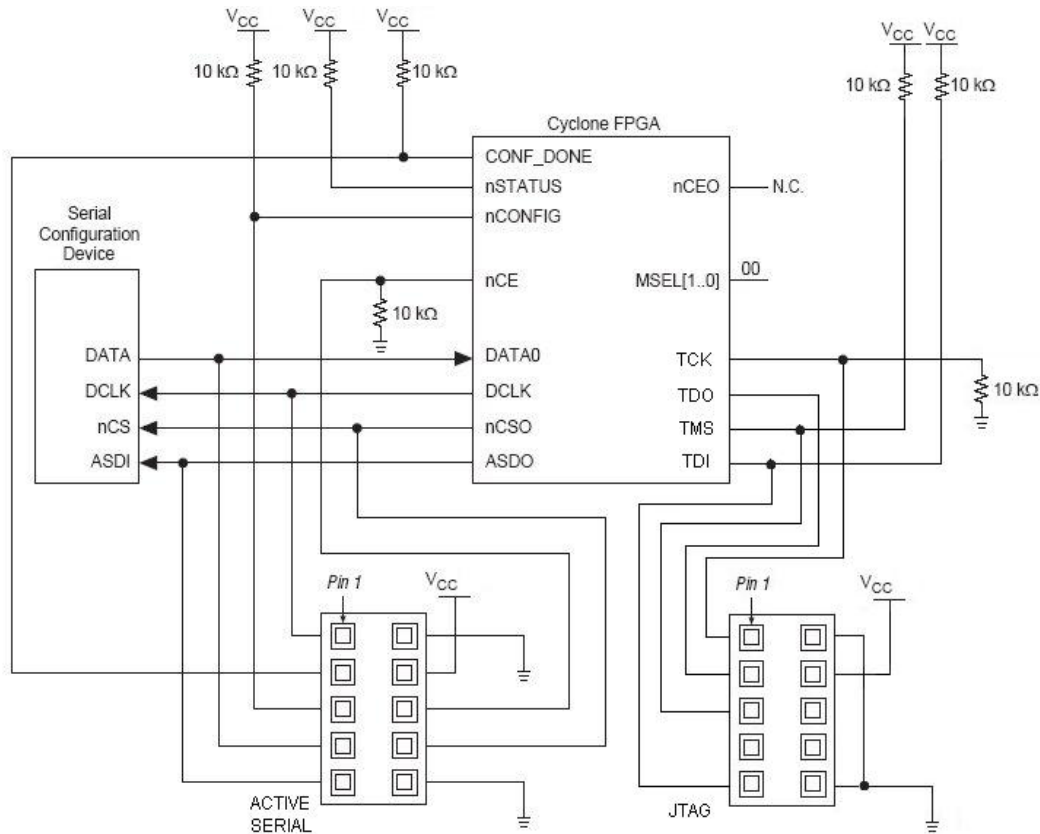 VCC
VCC
VCC
VCC
VCC
10 kΩ
10 kΩ
10 kΩ
10 kΩ
10 kΩ
Cyclone FPGA
CONF_DONE
nSTATUS
nCEO
N.C.
nCONFIG
Serial
Configuration
Device
nCE
MSEL[1..0]
00
10 kΩ
DATA
DATA0
TCK
DCLK
DCLK
TDO
10 kΩ
nCS
nCSO
TMS
ASDI
ASDO
TDI
Pin 1
VCC
Pin 1
VCC
ACTIVE
SERIAL
JTAG